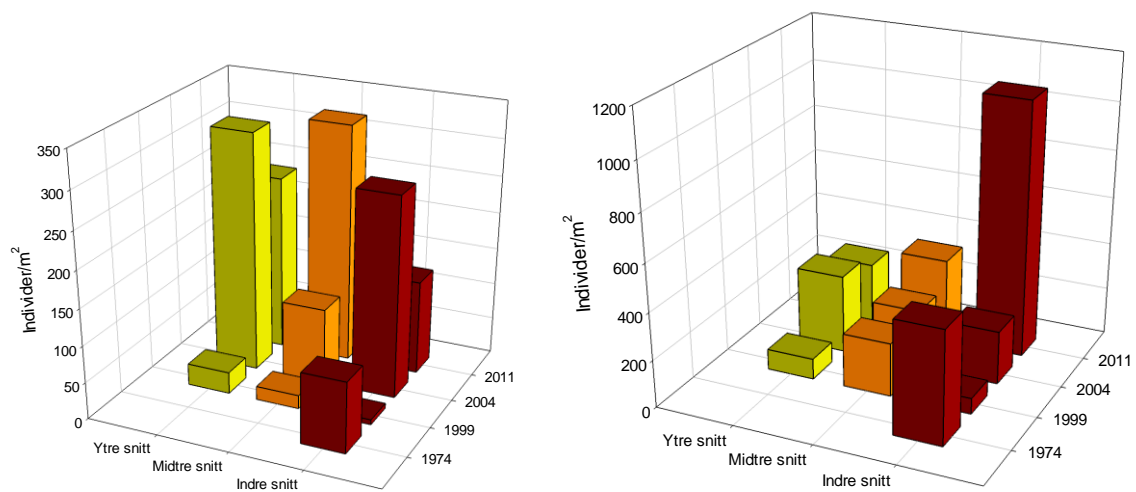 350
300
250
200
150
100
50
0
Individer/m²
Ytre snitt
Midtre snitt
Indre snitt
1974
1999
2004
2011
1200
1000
800
600
400
200
0
Individer/m²
Ytre snitt
Midtre snitt
Indre snitt
1974
1999
2004
2011